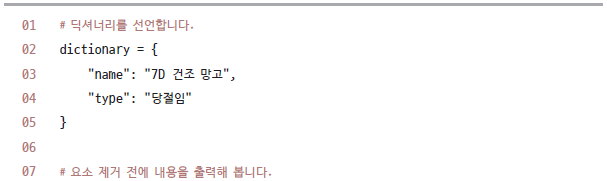 01 # 딕셔너리를 선언합니다.
02 dictionary = {
03     "name": "7D 건조 망고",
04     "type": "당절임"
05 }
06
07 # 요소 제거 전에 내용을 출력해 봅니다.